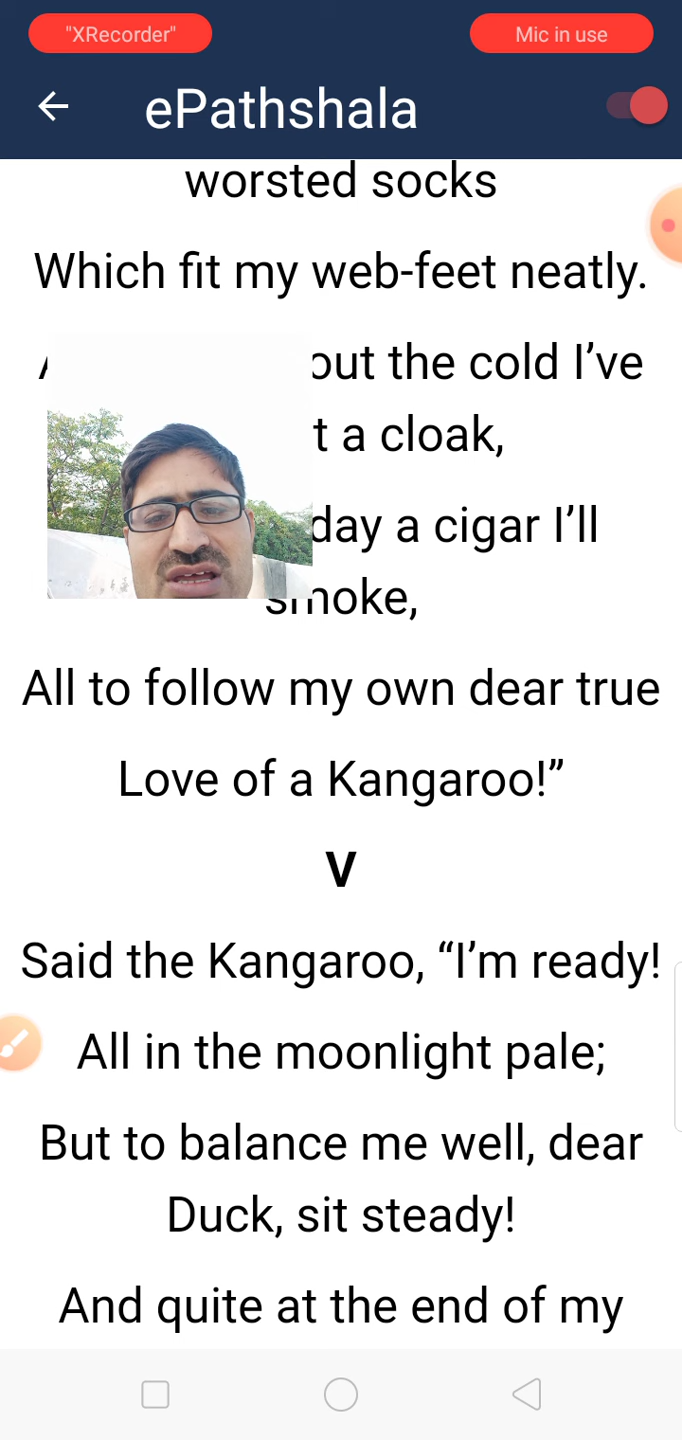 "XRecorder"
Mic in use
ePathshala
worsted socks
Which fit my web-feet neatly.
the cold I’ve
a cloak,
day a cigar I’ll
smoke,
All to follow my own dear true
Love of a Kangaroo!”
V
Said the Kangaroo, “I’m ready!
All in the moonlight pale;
But to balance me well, dear
Duck, sit steady!
And quite at the end of my